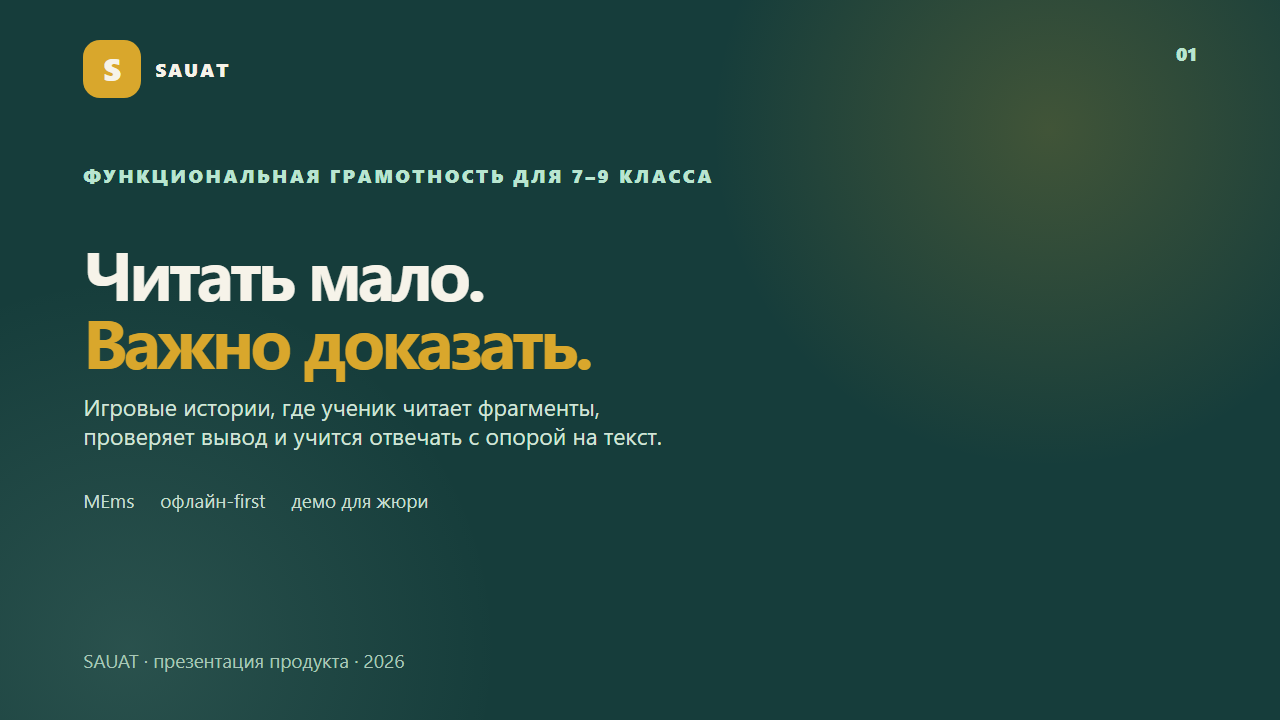 S
SAUAT
01
ФУНКЦИОНАЛЬНАЯ ГРАМОТНОСТЬ ДЛЯ 7–9 КЛАССА
Читать мало.
Важно доказать.
Игровые истории, где ученик читает фрагменты,
проверяет вывод и учится отвечать с опорой на текст.
MEms офлайн-first демо для жюри
SAUAT · презентация продукта · 2026